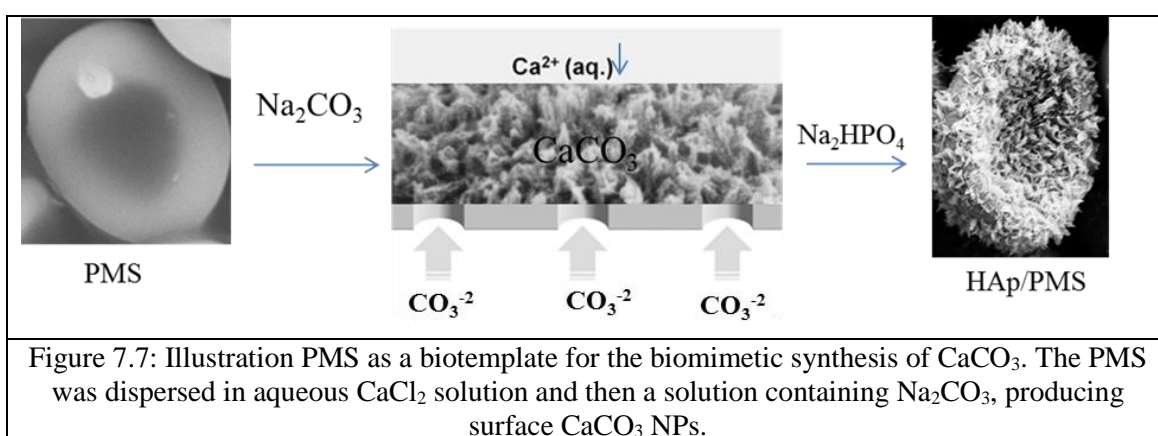 Ca²⁺ (aq.)
Na₂CO₃
CaCO₃
Na₂HPO₄
PMS
HAp/PMS
CO₃⁻² CO₃⁻² CO₃⁻²
Figure 7.7: Illustration PMS as a biotemplate for the biomimetic synthesis of CaCO₃. The PMS
was dispersed in aqueous CaCl₂ solution and then a solution containing Na₂CO₃, producing
surface CaCO₃ NPs.